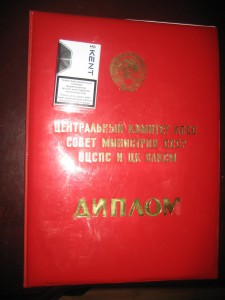 KENT
ЦЕНТРАЛЬНЫЙ КОМИТЕТ КПСС
СОВЕТ МИНИСТРОВ СССР
ВЦСПС И ЦК ВЛКСМ
ДИПЛОМ